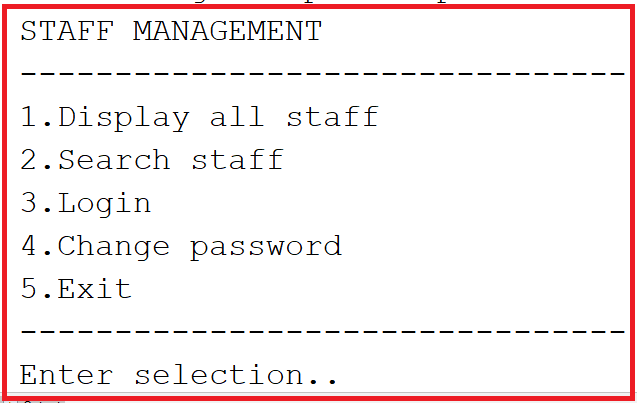 STAFF MANAGEMENT
--------------------------------
1.Display all staff
2.Search staff
3.Login
4.Change password
5.Exit
--------------------------------
Enter selection..